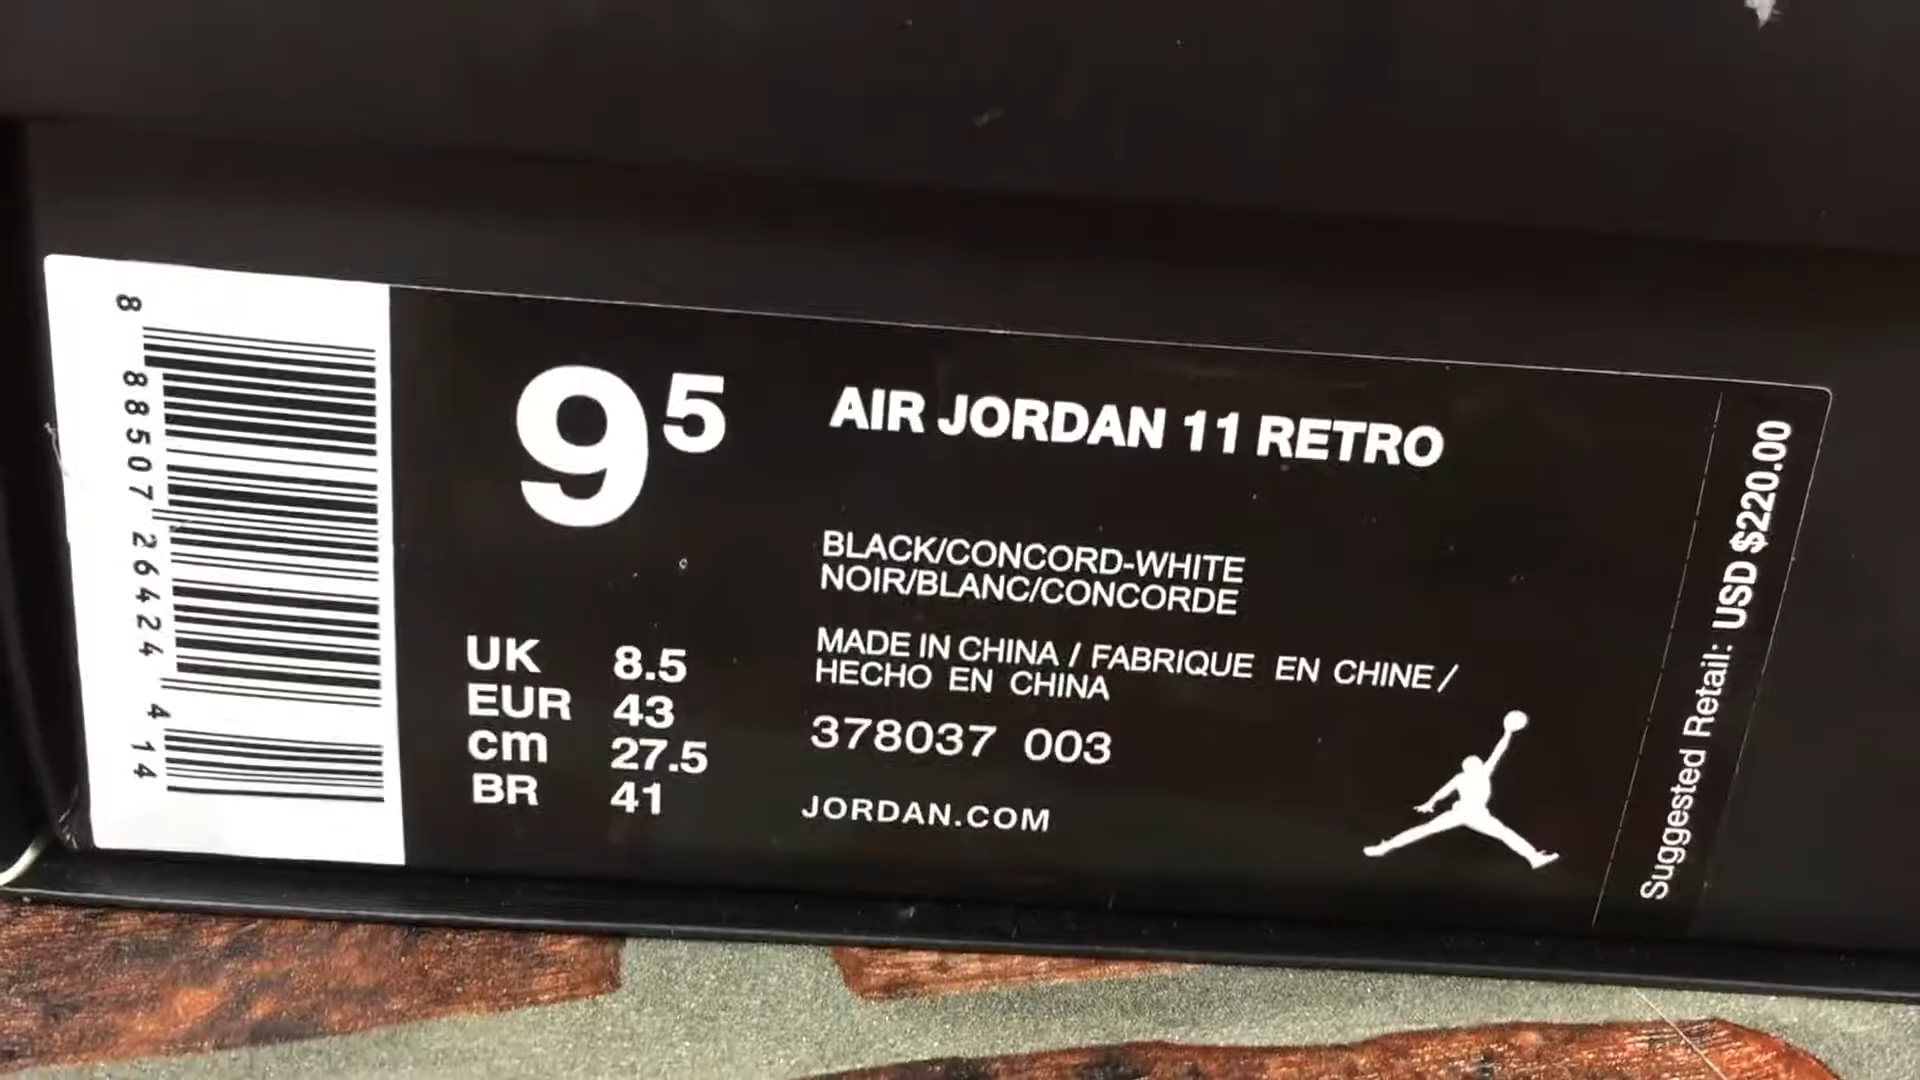 8 88507 26424 4 14
9 5
AIR JORDAN 11 RETRO
BLACK/CONCORD-WHITE
NOIR/BLANC/CONCORDE
UK 8.5
EUR 43
cm 27.5
BR 41
MADE IN CHINA / FABRIQUE EN CHINE /
HECHO EN CHINA
378037 003
JORDAN.COM
Suggested Retail: USD $220.00